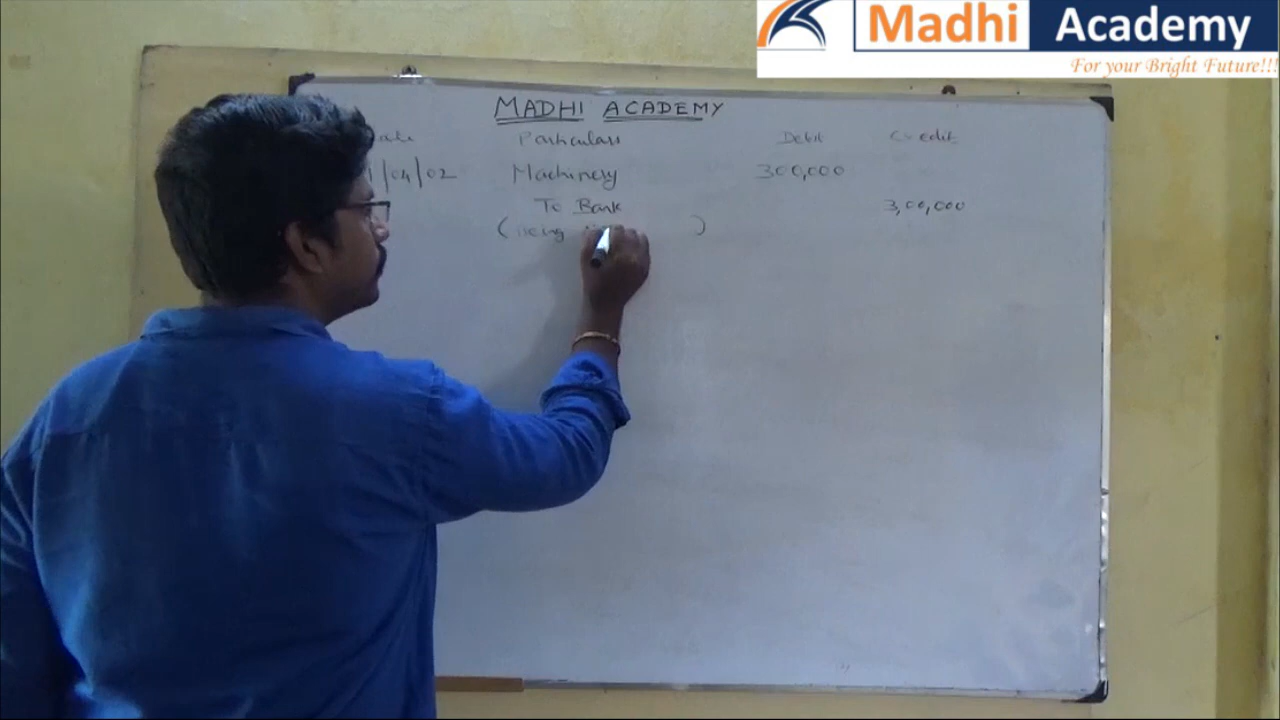 Madhi Academy
For your Bright Future!!!
MADHI ACADEMY
Particulars Debit Credit
/04/02 Machinery 300,000
To Bank 3,00,000
( Being )